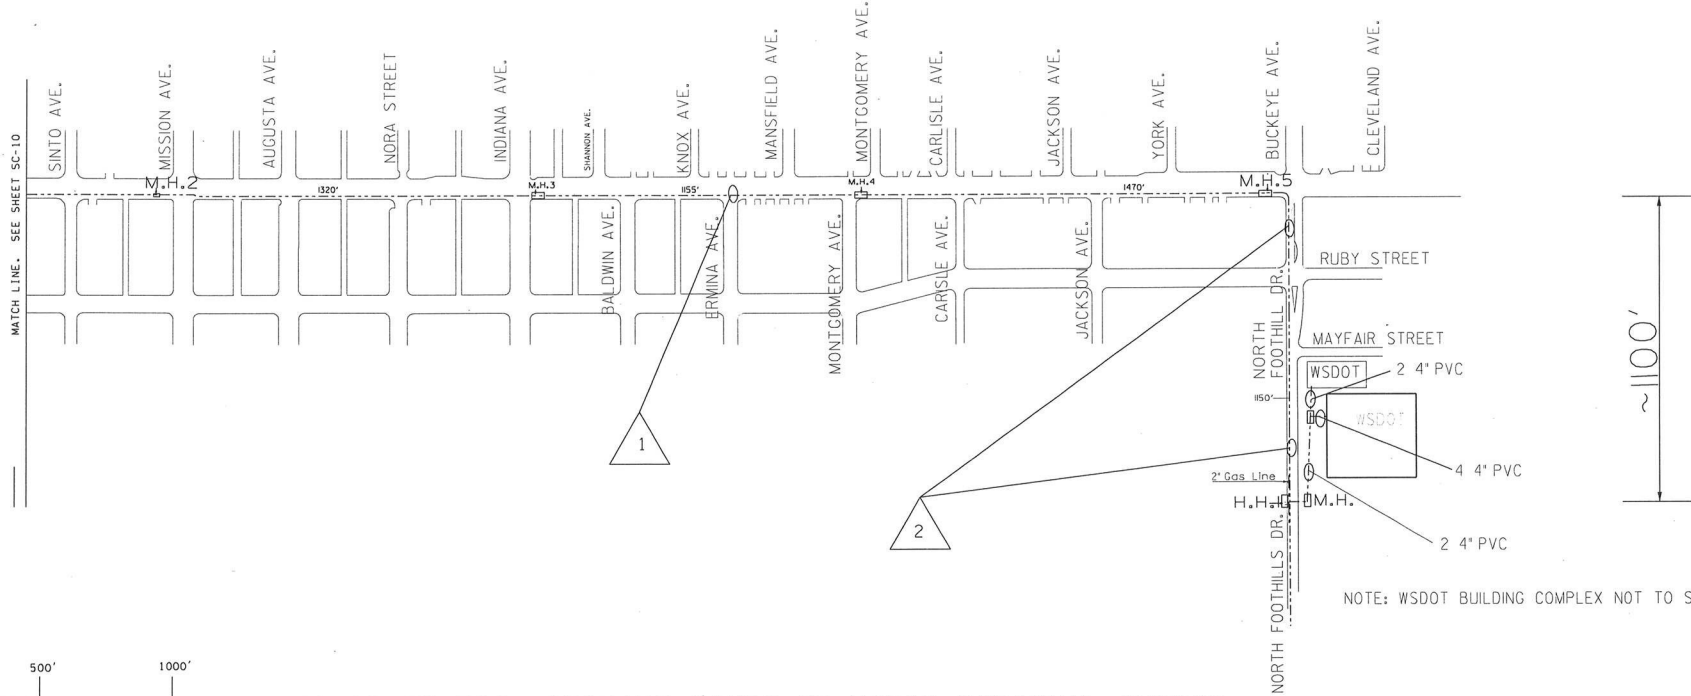 MATCH LINE. SEE SHEET SC-10
SINTO AVE.
MISSION AVE.
AUGUSTA AVE.
NORA STREET
INDIANA AVE.
SHANNON AVE.
KNOX AVE.
MANSFIELD AVE.
MONTGOMERY AVE.
CARLISLE AVE.
JACKSON AVE.
YORK AVE.
BUCKEYE AVE.
CLEVELAND AVE.
M.H.2
1320'
M.H.3
1155'
M.H.4
1470'
M.H.5
BALDWIN AVE.
ERMINA AVE.
MONTGOMERY AVE.
CARLISLE AVE.
JACKSON AVE.
NORTH
FOOTHILL DR.
RUBY STREET
MAYFAIR STREET
WSDOT
2 4" PVC
1150'
WSDOT
~1100'
1
4 4" PVC
2" Gas Line
H.H.1
M.H.
2
2 4" PVC
NORTH FOOTHILLS DR.
NOTE: WSDOT BUILDING COMPLEX NOT TO S
500'
1000'